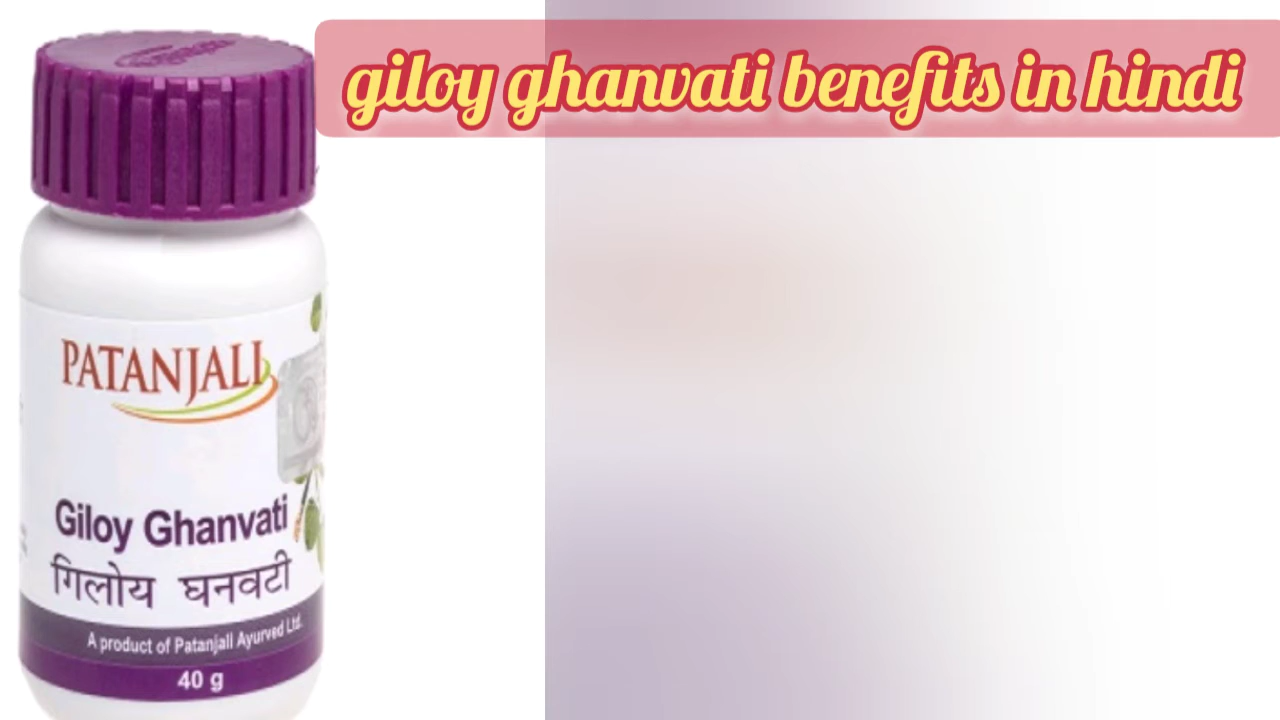 giloy ghanvati benefits in hindi
PATANJALI
Giloy Ghanvati
गिलोय घनवटी
A product of Patanjali Ayurved Ltd.
40 g